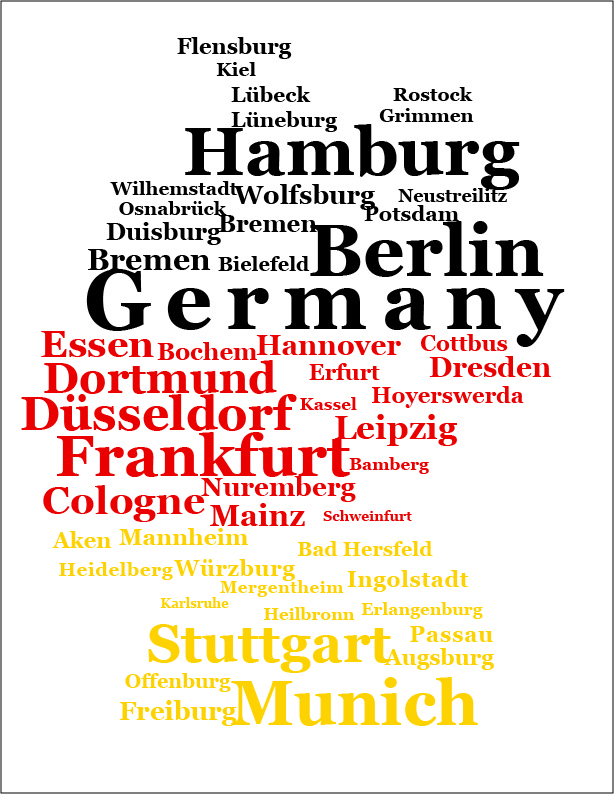 Flensburg
Kiel
Lübeck Rostock
Lüneburg Grimmen
Hamburg
Wilhemstadt Wolfsburg Neustreilitz
Osnabrück Bremen Potsdam
Duisburg Berlin
Bremen Bielefeld
Germany
Essen Bochem Hannover Cottbus
Dortmund Erfurt Dresden
Düsseldorf Kassel Hoyerswerda
Leipzig
Frankfurt Bamberg
Cologne Nuremberg
Mainz Schweinfurt
Aken Mannheim Bad Hersfeld
Heidelberg Würzburg Ingolstadt
Mergentheim
Karlsruhe Heilbronn Erlangenburg
Stuttgart Passau
Augsburg
Offenburg Munich
Freiburg